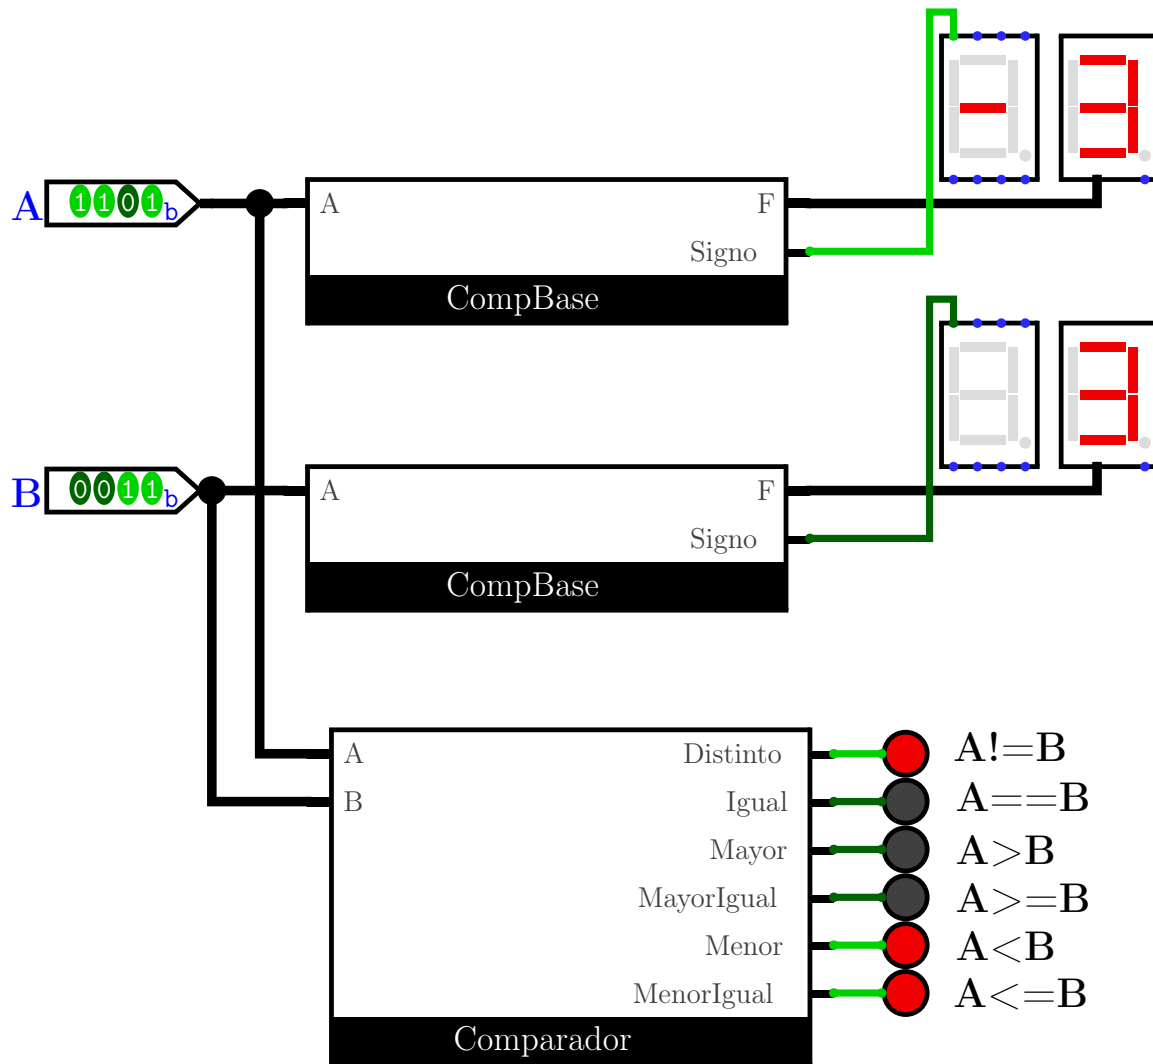 A 1101b A F
Signo
CompBase
B 0011b A F
Signo
CompBase
A Distinto A!=B
B Igual A==B
Mayor A>B
MayorIgual A>=B
Menor A<B
MenorIgual A<=B
Comparador